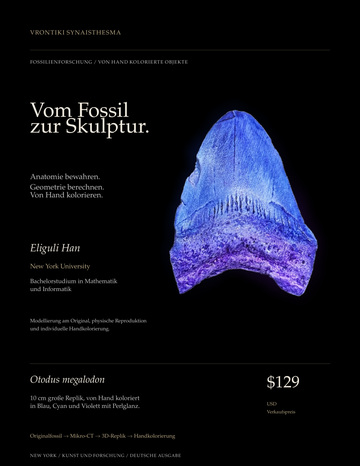 VRONTIKI SYNAISTHESMA
FOSSILIENFORSCHUNG / VON HAND KOLORIERTE OBJEKTE
Vom Fossil
zur Skulptur.
Anatomie bewahren.
Geometrie berechnen.
Von Hand kolorieren.
Eliguli Han
New York University
Bachelorstudium in Mathematik
und Informatik
Modellierung am Original, physische Reproduktion
und individuelle Handkolorierung.
Otodus megalodon
$129
10 cm große Replik, von Hand koloriert
in Blau, Cyan und Violett mit Perlglanz.
USD
Verkaufspreis
Originalfossil → Mikro-CT → 3D-Replik → Handkolorierung
NEW YORK / KUNST UND FORSCHUNG / DEUTSCHE AUSGABE